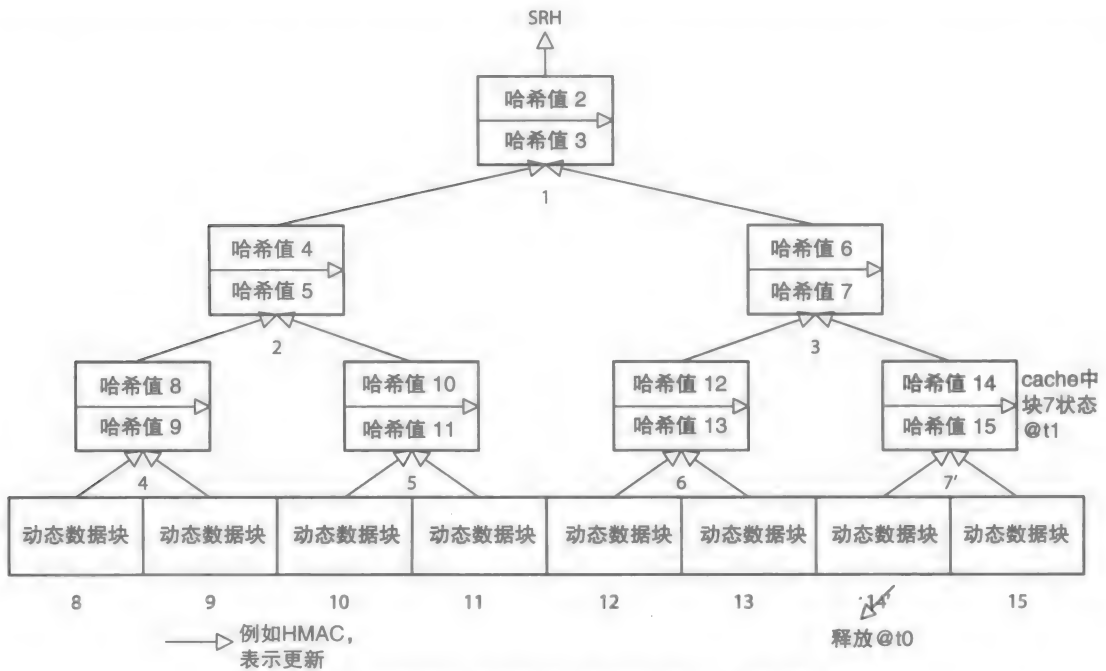 SRH
哈希值 2
哈希值 3
1
哈希值 4
哈希值 5
哈希值 6
哈希值 7
2
3
哈希值 8
哈希值 9
哈希值 10
哈希值 11
哈希值 12
哈希值 13
哈希值 14
哈希值 15
cache中
块7状态
@t1
4
5
6
7'
动态数据块
动态数据块
动态数据块
动态数据块
动态数据块
动态数据块
动态数据块
动态数据块
8
9
10
11
12
13
14'
15
例如HMAC，
表示更新
释放@t0